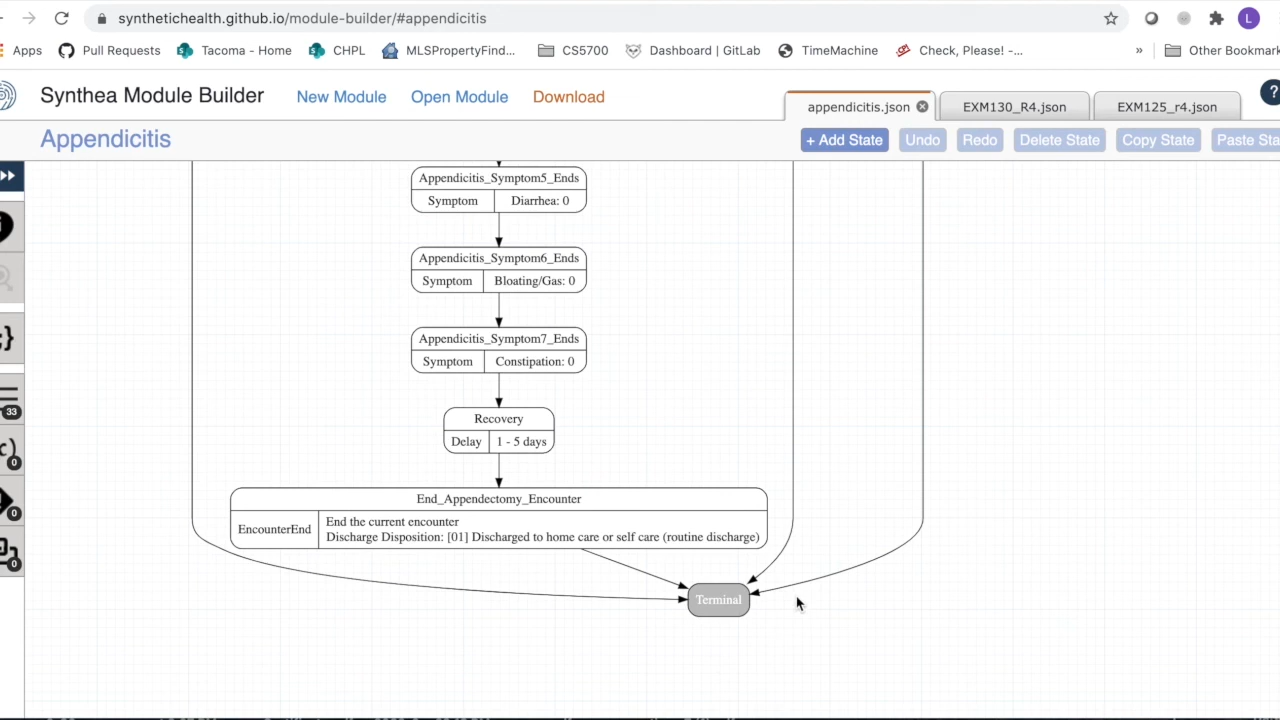 synthetichealth.github.io/module-builder/#appendicitis
L
Apps
Pull Requests
Tacoma - Home
CHPL
MLSPropertyFind...
CS5700
Dashboard | GitLab
TimeMachine
Check, Please! -...
»
Other Bookmark
Synthea Module Builder
New Module
Open Module
Download
appendicitis.json
EXM130_R4.json
EXM125_r4.json
?
Appendicitis
+ Add State
Undo
Redo
Delete State
Copy State
Paste Sta
Appendicitis_Symptom5_Ends
Symptom
Diarrhea: 0
Appendicitis_Symptom6_Ends
Symptom
Bloating/Gas: 0
Appendicitis_Symptom7_Ends
Symptom
Constipation: 0
Recovery
Delay
1 - 5 days
End_Appendectomy_Encounter
EncounterEnd
End the current encounter
Discharge Disposition: [01] Discharged to home care or self care (routine discharge)
Terminal
33
0
0
0